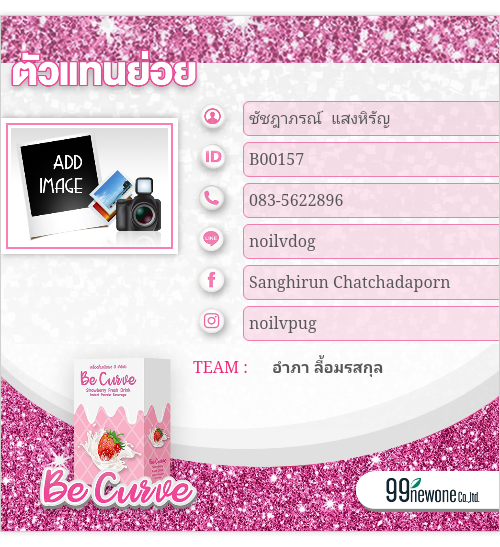 ตัวแทนย่อย
ชัชฎาภรณ์ แสงหิรัญ
ADD
IMAGE
ID
B00157
083-5622896
LINE
noilvdog
Sanghirun Chatchadaporn
noilvpug
TEAM : อำภา ลิ้อมรสกุล
Be Curve
Strawberry Fresh Drink
Be Curve
99newone Co.,ltd.